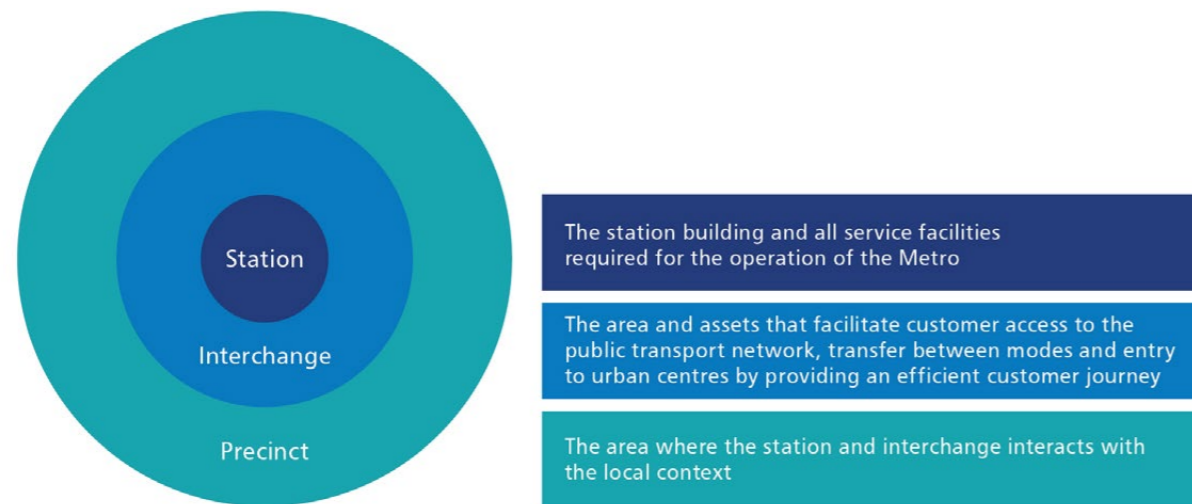 Station
Interchange
Precinct
The station building and all service facilities
required for the operation of the Metro
The area and assets that facilitate customer access to the
public transport network, transfer between modes and entry
to urban centres by providing an efficient customer journey
The area where the station and interchange interacts with
the local context